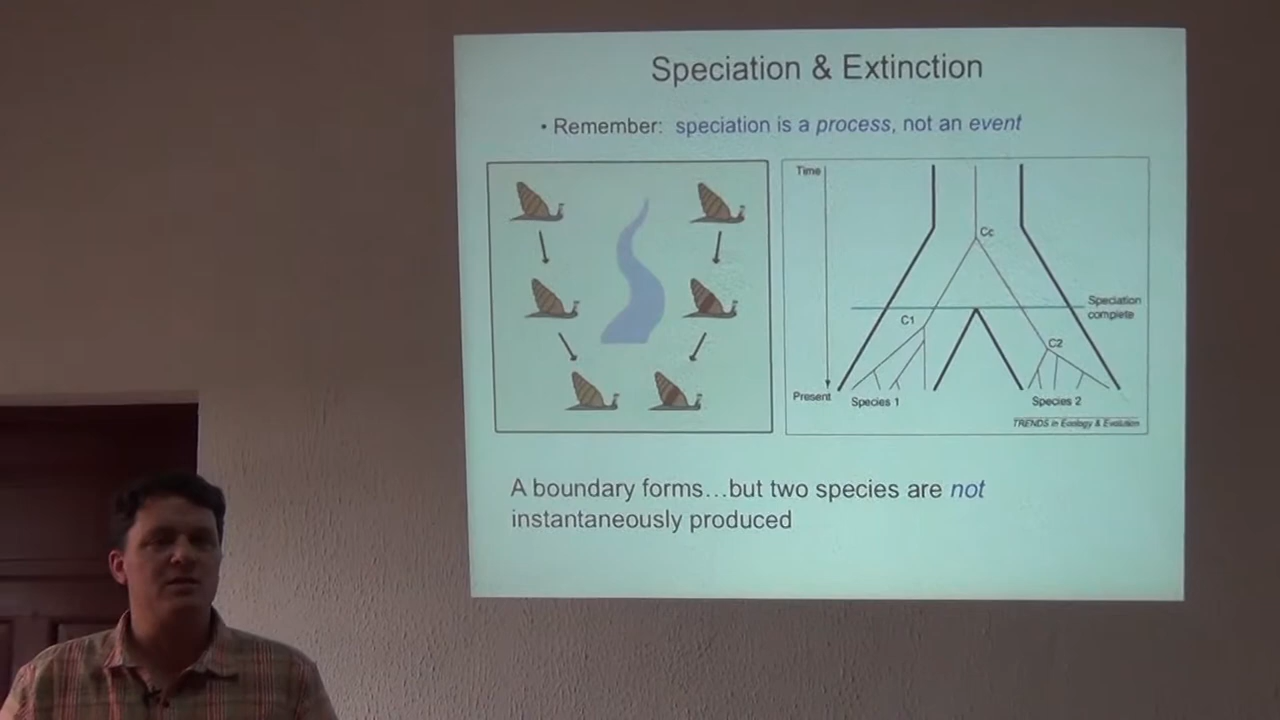 Speciation & Extinction
• Remember: speciation is a process, not an event
Time
Cc
Speciation
complete
C1
C2
Present
Species 1
Species 2
TRENDS in Ecology & Evolution
A boundary forms…but two species are not
instantaneously produced